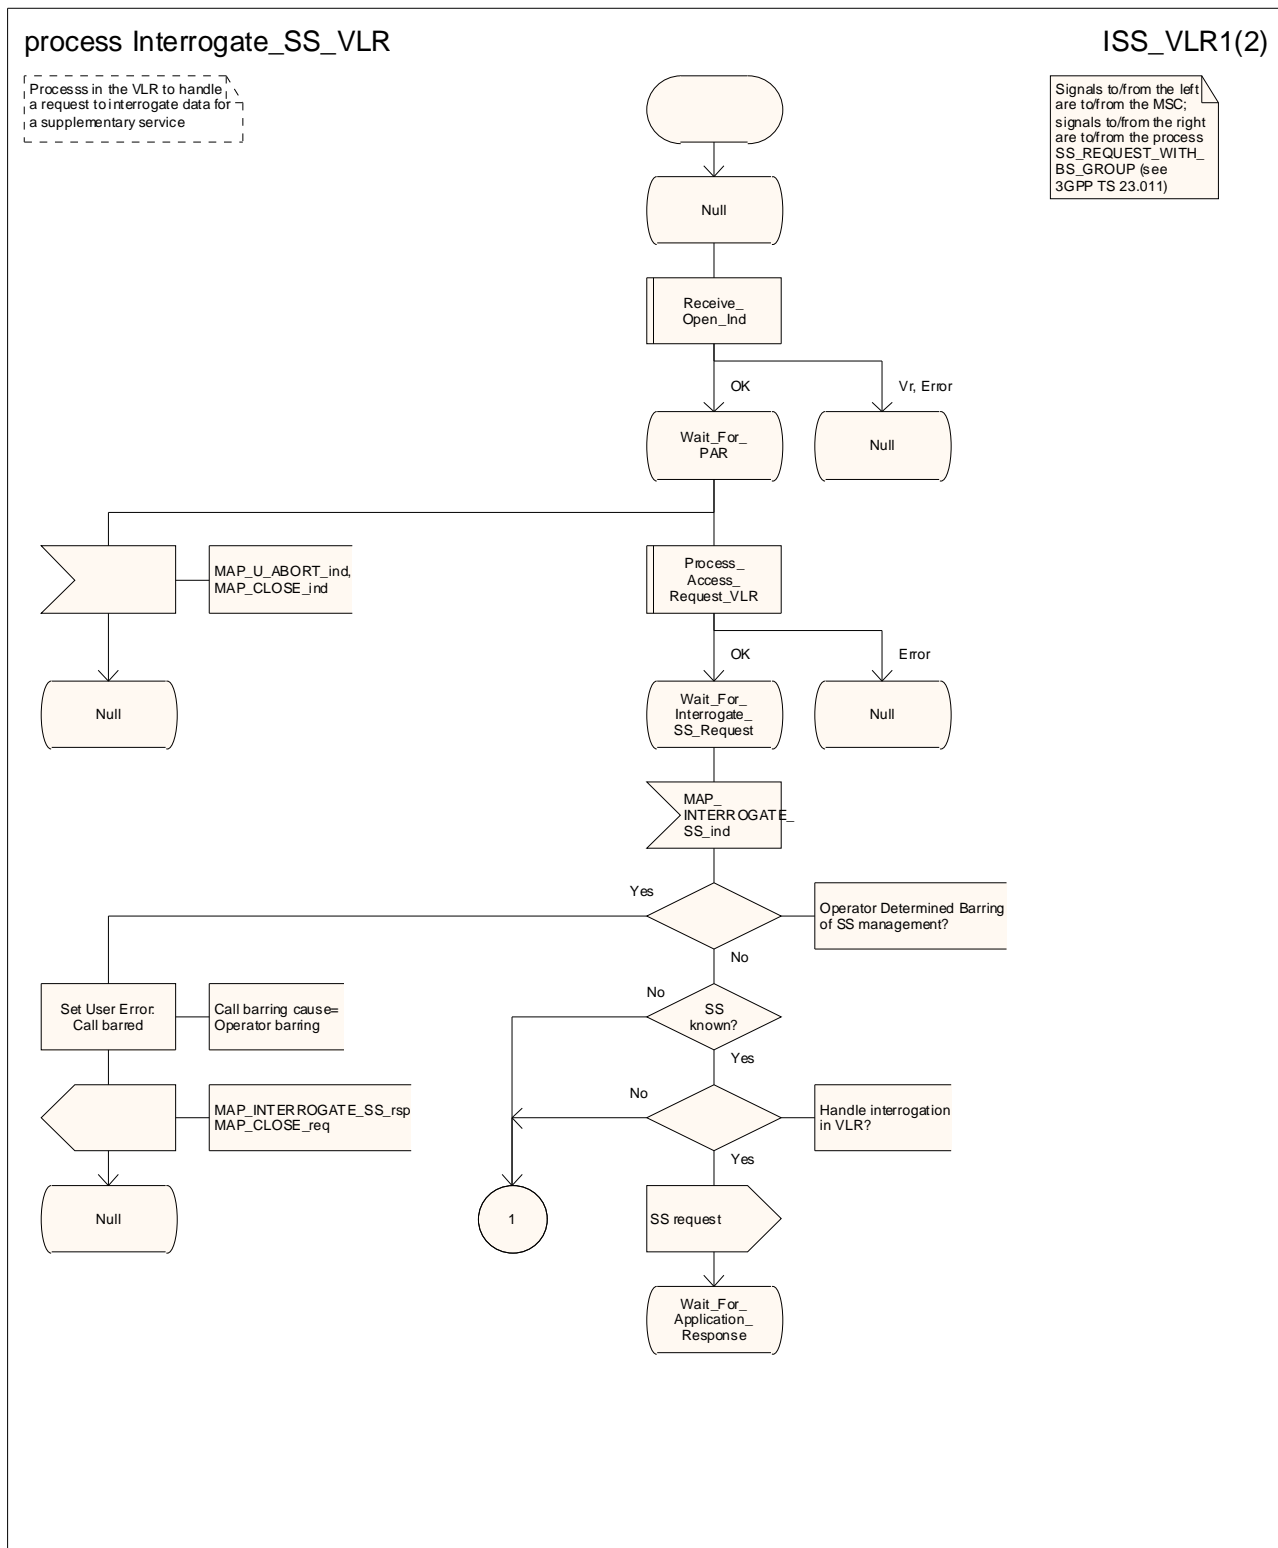 process Interrogate_SS_VLR
ISS_VLR1(2)
Processs in the VLR to handle
a request to interrogate data for
a supplementary service
Signals to/from the left
are to/from the MSC;
signals to/from the right
are to/from the process
SS_REQUEST_WITH_
BS_GROUP (see
3GPP TS 23.011)
Null
Receive_
Open_Ind
OK
Vr, Error
Wait_For_
PAR
Null
MAP_U_ABORT_ind,
MAP_CLOSE_ind
Process_
Access_
Request_VLR
OK
Error
Null
Wait_For_
Interrogate_
SS_Request
Null
MAP_
INTERROGATE_
SS_ind
Yes
Operator Determined Barring
of SS management?
No
Set User Error:
Call barred
Call barring cause=
Operator barring
No
SS
known?
Yes
MAP_INTERROGATE_SS_rsp
MAP_CLOSE_req
No
Handle interrogation
in VLR?
Yes
Null
1
SS request
Wait_For_
Application_
Response